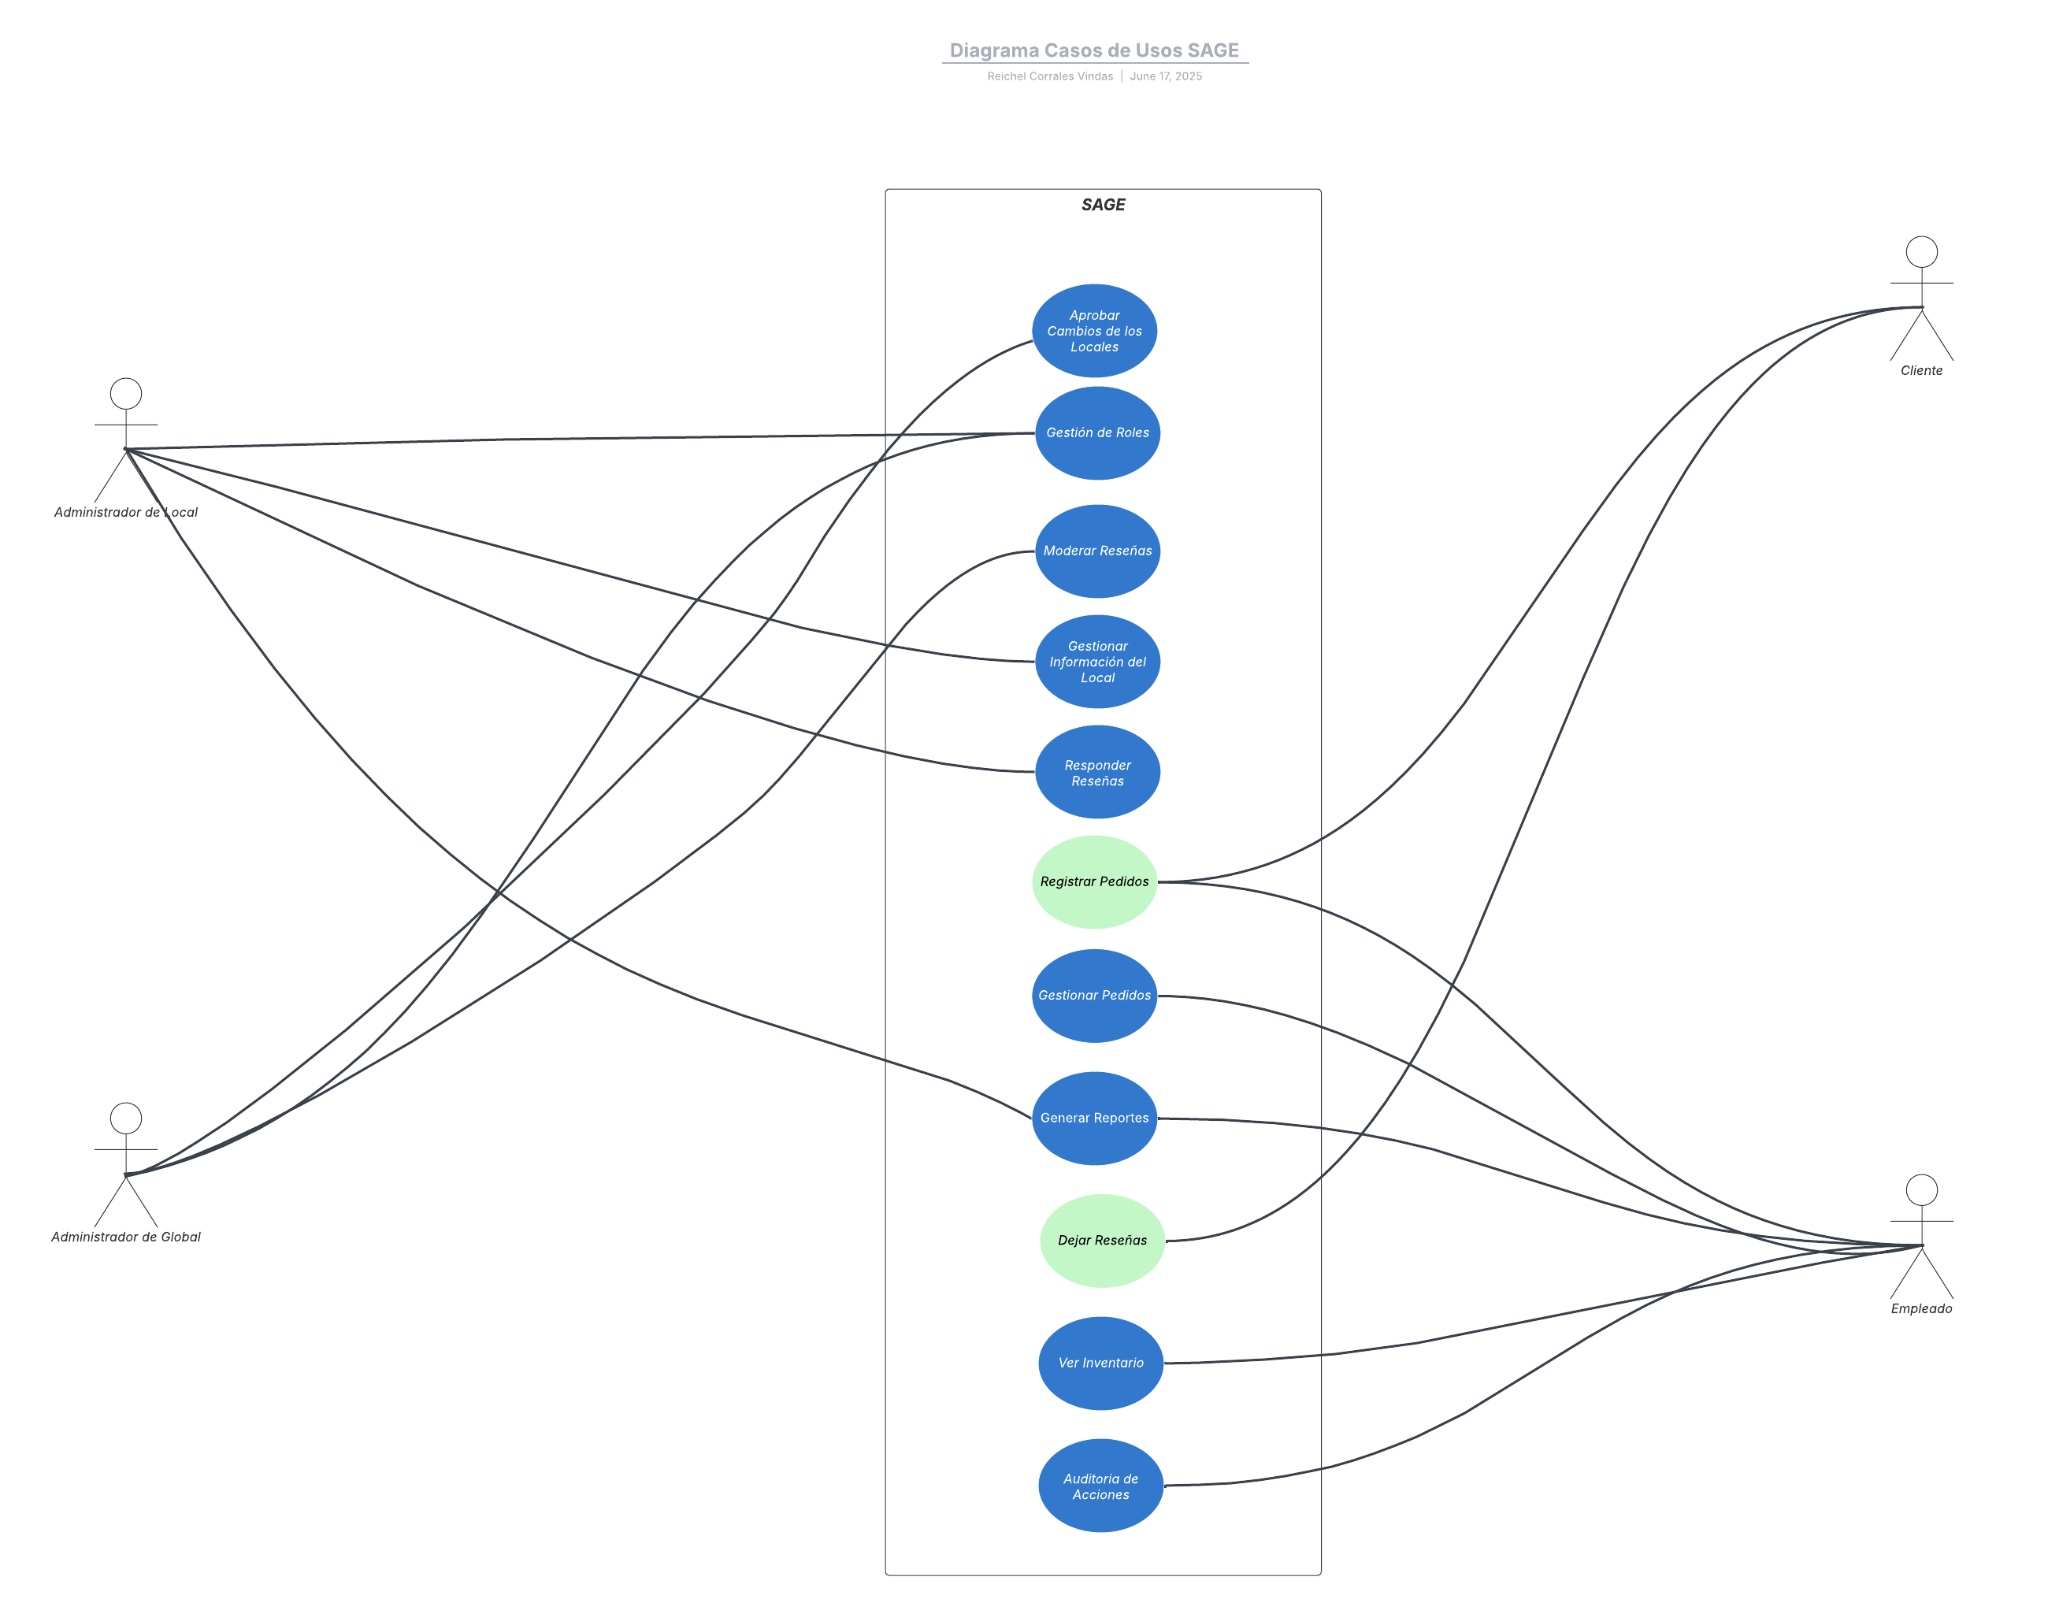 Diagrama Casos de Usos SAGE
Reichel Corrales Vindas | June 17, 2025
SAGE
Aprobar
Cambios de los
Locales
Gestión de Roles
Moderar Reseñas
Gestionar
Información del
Local
Responder
Reseñas
Registrar Pedidos
Gestionar Pedidos
Generar Reportes
Dejar Reseñas
Ver Inventario
Auditoria de
Acciones
Administrador de Local
Administrador de Global
Cliente
Empleado